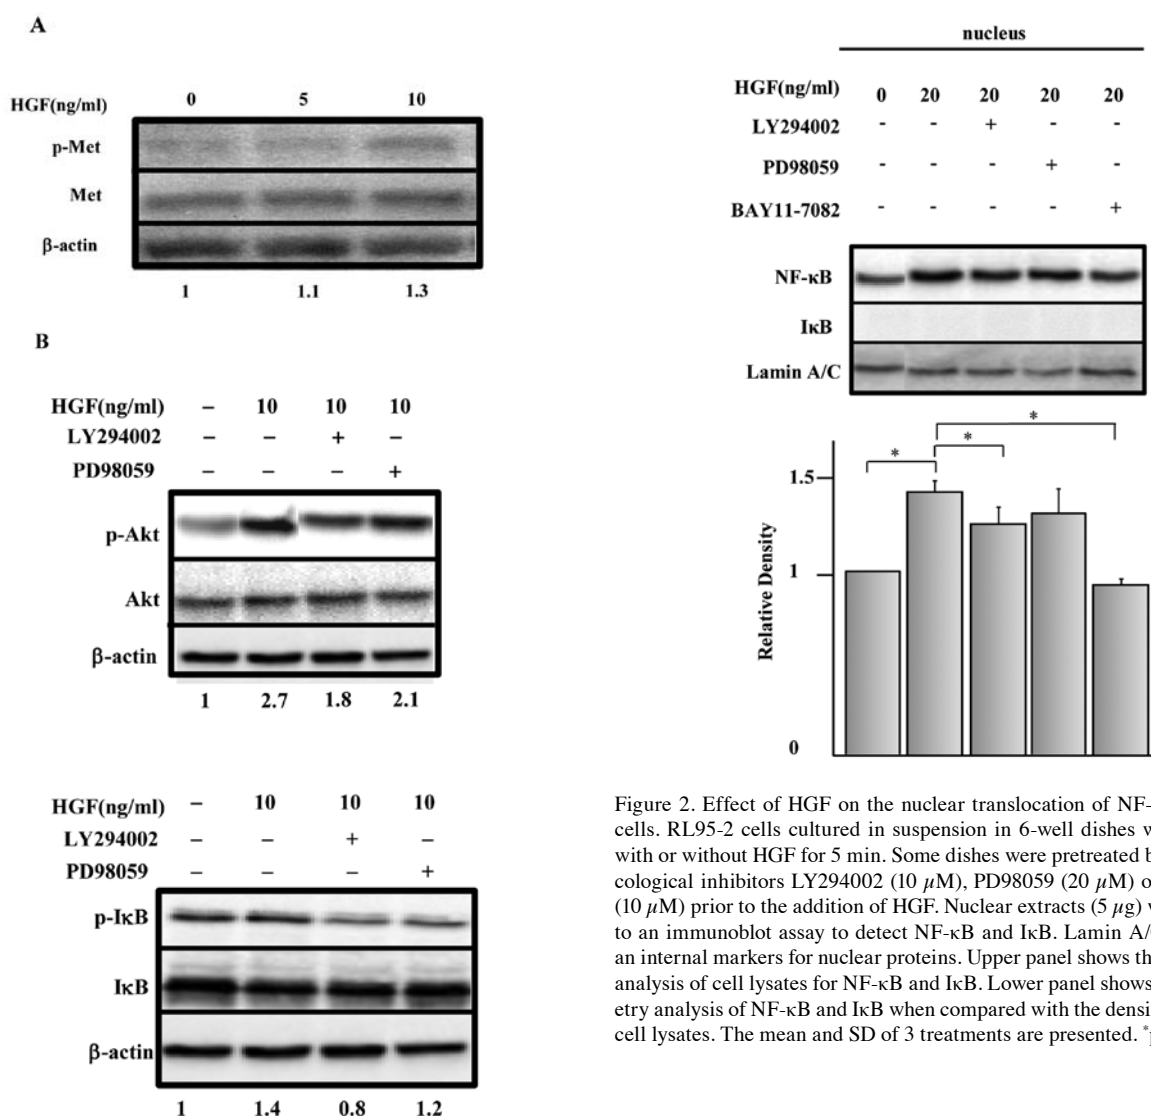 A
HGF(ng/ml) 0 5 10
p-Met
Met
β-actin
1 1.1 1.3
B
HGF(ng/ml) – 10 10 10
LY294002 – – + –
PD98059 – – – +
p-Akt
Akt
β-actin
1 2.7 1.8 2.1
HGF(ng/ml) – 10 10 10
LY294002 – – + –
PD98059 – – – +
p-IκB
IκB
β-actin
1 1.4 0.8 1.2
nucleus
HGF(ng/ml) 0 20 20 20 20
LY294002 - - + - -
PD98059 - - - + -
BAY11-7082 - - - - +
NF-κB
IκB
Lamin A/C
*
*
*
1.5
1
0
Relative Density
Figure 2. Effect of HGF on the nuclear translocation of NF-
cells. RL95-2 cells cultured in suspension in 6-well dishes w
with or without HGF for 5 min. Some dishes were pretreated b
cological inhibitors LY294002 (10 µM), PD98059 (20 µM) o
(10 µM) prior to the addition of HGF. Nuclear extracts (5 µg) w
to an immunoblot assay to detect NF-κB and IκB. Lamin A/
an internal markers for nuclear proteins. Upper panel shows th
analysis of cell lysates for NF-κB and IκB. Lower panel shows
etry analysis of NF-κB and IκB when compared with the densi
cell lysates. The mean and SD of 3 treatments are presented. *p